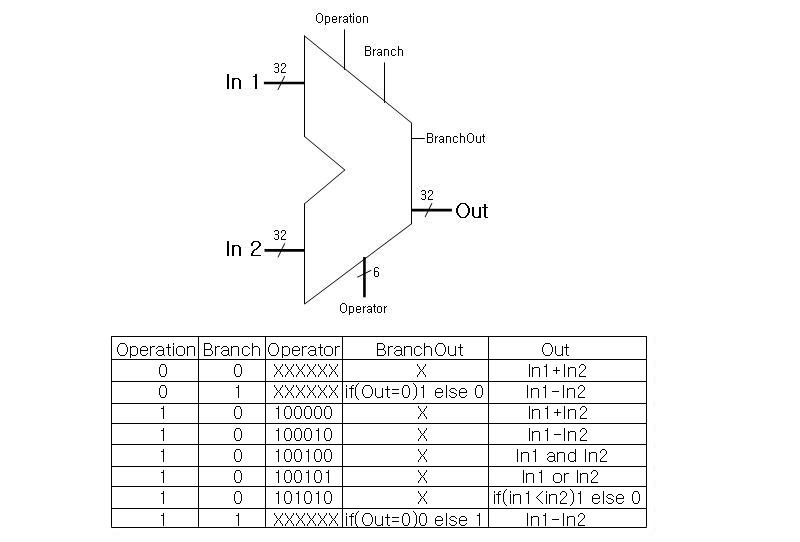 Operation
Branch
32
In 1
BranchOut
32
Out
32
In 2
6
Operator
Operation Branch Operator BranchOut Out
0 0 XXXXXX X In1+In2
0 1 XXXXXX if(Out=0)1 else 0 In1-In2
1 0 100000 X In1+In2
1 0 100010 X In1-In2
1 0 100100 X In1 and In2
1 0 100101 X In1 or In2
1 0 101010 X if(in1<in2)1 else 0
1 1 XXXXXX if(Out=0)0 else 1 In1-In2